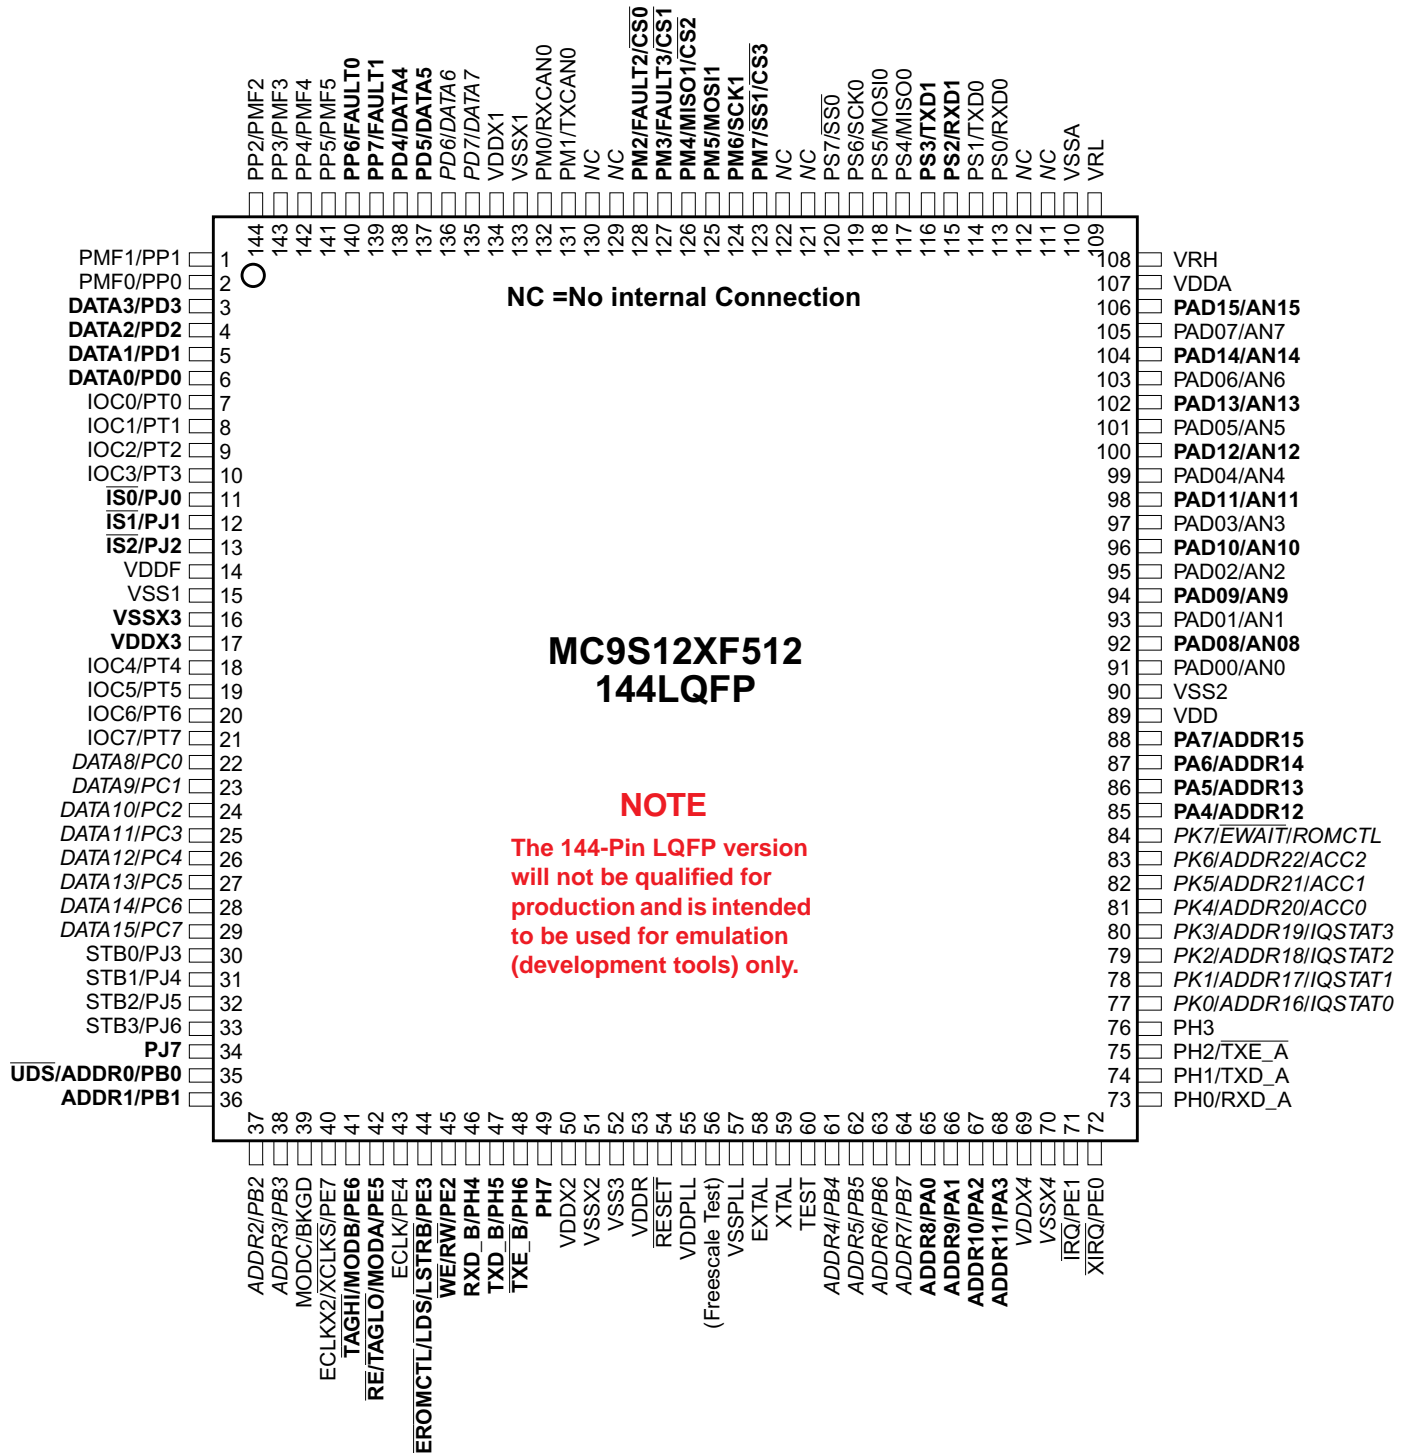 PP2/PMF2
PP3/PMF3
PP4/PMF4
PP5/PMF5
PP6/FAULT0
PP7/FAULT1
PD4/DATA4
PD5/DATA5
PD6/DATA6
PD7/DATA7
VDDX1
VSSX1
PM0/RXCAN0
PM1/TXCAN0
NC
NC
PM2/FAULT2/CS0
PM3/FAULT3/CS1
PM4/MISO1/CS2
PM5/MOSI1
PM6/SCK1
PM7/SS1/CS3
NC
NC
PS7/SS0
PS6/SCK0
PS5/MOSI0
PS4/MISO0
PS3/TXD1
PS2/RXD1
PS1/TXD0
PS0/RXD0
NC
NC
VSSA
VRL
144
143
142
141
140
139
138
137
136
135
134
133
132
131
130
129
128
127
126
125
124
123
122
121
120
119
118
117
116
115
114
113
112
111
110
109
PMF1/PP1 1
PMF0/PP0 2
DATA3/PD3 3
DATA2/PD2 4
DATA1/PD1 5
DATA0/PD0 6
IOC0/PT0 7
IOC1/PT1 8
IOC2/PT2 9
IOC3/PT3 10
IS0/PJ0 11
IS1/PJ1 12
IS2/PJ2 13
VDDF 14
VSS1 15
VSSX3 16
VDDX3 17
IOC4/PT4 18
IOC5/PT5 19
IOC6/PT6 20
IOC7/PT7 21
DATA8/PC0 22
DATA9/PC1 23
DATA10/PC2 24
DATA11/PC3 25
DATA12/PC4 26
DATA13/PC5 27
DATA14/PC6 28
DATA15/PC7 29
STB0/PJ3 30
STB1/PJ4 31
STB2/PJ5 32
STB3/PJ6 33
PJ7 34
UDS/ADDR0/PB0 35
ADDR1/PB1 36
NC =No internal Connection
MC9S12XF512
144LQFP
NOTE
The 144-Pin LQFP version
will not be qualified for
production and is intended
to be used for emulation
(development tools) only.
108 VRH
107 VDDA
106 PAD15/AN15
105 PAD07/AN7
104 PAD14/AN14
103 PAD06/AN6
102 PAD13/AN13
101 PAD05/AN5
100 PAD12/AN12
99 PAD04/AN4
98 PAD11/AN11
97 PAD03/AN3
96 PAD10/AN10
95 PAD02/AN2
94 PAD09/AN9
93 PAD01/AN1
92 PAD08/AN08
91 PAD00/AN0
90 VSS2
89 VDD
88 PA7/ADDR15
87 PA6/ADDR14
86 PA5/ADDR13
85 PA4/ADDR12
84 PK7/EWAIT/ROMCTL
83 PK6/ADDR22/ACC2
82 PK5/ADDR21/ACC1
81 PK4/ADDR20/ACC0
80 PK3/ADDR19/IQSTAT3
79 PK2/ADDR18/IQSTAT2
78 PK1/ADDR17/IQSTAT1
77 PK0/ADDR16/IQSTAT0
76 PH3
75 PH2/TXE_A
74 PH1/TXD_A
73 PH0/RXD_A
37
38
39
40
41
42
43
44
45
46
47
48
49
50
51
52
53
54
55
56
57
58
59
60
61
62
63
64
65
66
67
68
69
70
71
72
ADDR2/PB2
ADDR3/PB3
MODC/BKGD
ECLKX2/XCLKS/PE7
TAGHI/MODB/PE6
RE/TAGLO/MODA/PE5
ECLK/PE4
EROMCTL/LDS/LSTRB/PE3
WE/RW/PE2
RXD_B/PH4
TXD_B/PH5
TXE_B/PH6
PH7
VDDX2
VSSX2
VSS3
VDDR
RESET
VDDPLL
(Freescale Test)
VSSPLL
EXTAL
XTAL
TEST
ADDR4/PB4
ADDR5/PB5
ADDR6/PB6
ADDR7/PB7
ADDR8/PA0
ADDR9/PA1
ADDR10/PA2
ADDR11/PA3
VDDX4
VSSX4
IRQ/PE1
XIRQ/PE0